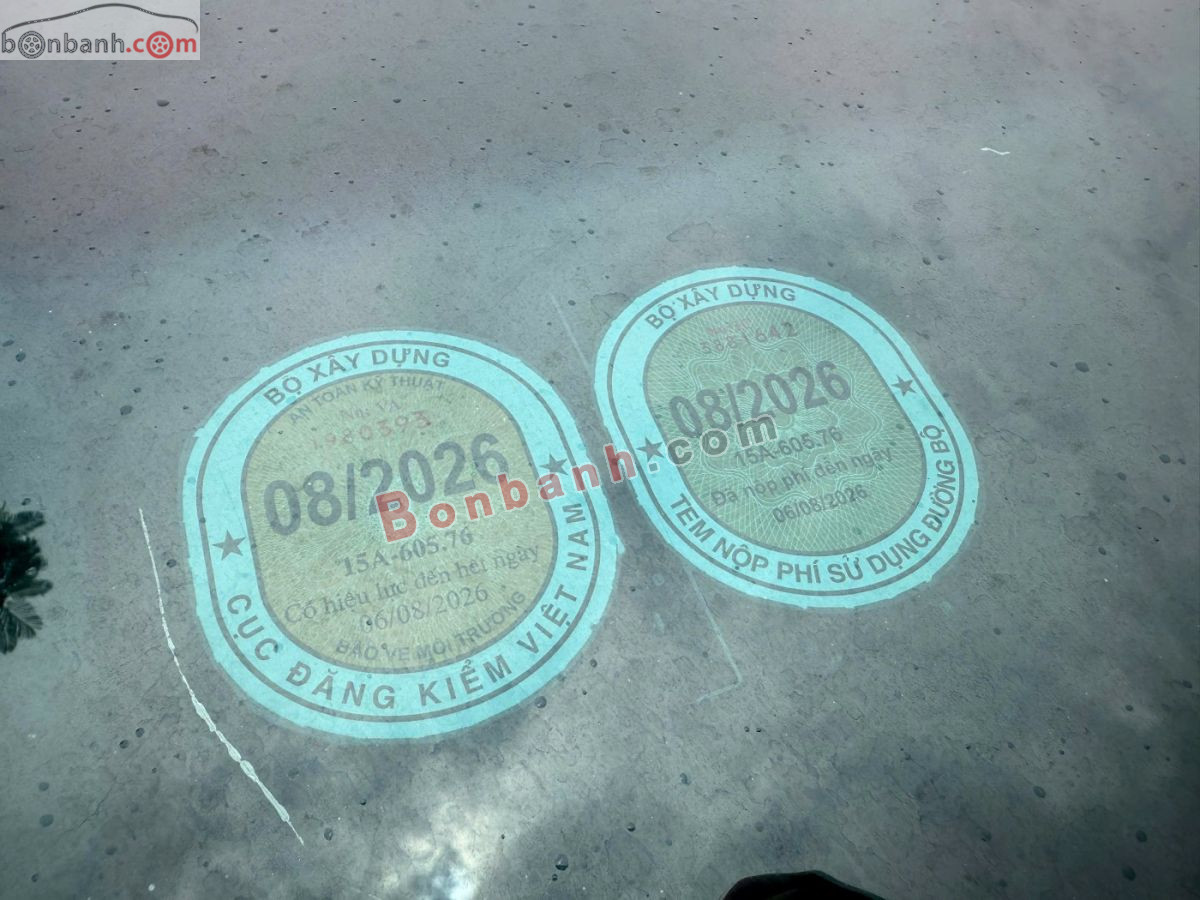 bonbanh.com
BỘ XÂY DỰNG
AN TOÀN KỸ THUẬT
1980393
08/2026
15A-605.76
Có hiệu lực đến hết ngày
06/08/2026
BẢO VỆ MÔI TRƯỜNG
CỤC ĐĂNG KIỂM VIỆT NAM
BỘ XÂY DỰNG
08/2026
15A-605.76
Đã nộp phí đến ngày
06/08/2026
TEM NỘP PHÍ SỬ DỤNG ĐƯỜNG BỘ
Bonbanh.com